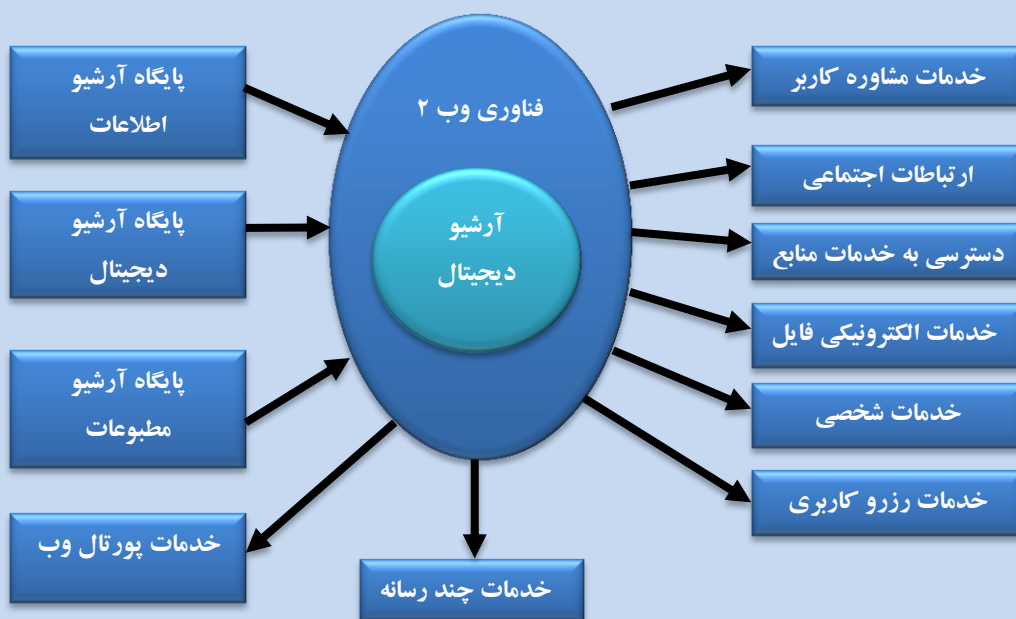 فناوری وب ۲
آرشیو
دیجیتال
خدمات مشاوره کاربر
ارتباطات اجتماعی
دسترسی به خدمات منابع
خدمات الکترونیکی فایل
خدمات شخصی
خدمات رزرو کاربری
پایگاه آرشیو
اطلاعات
پایگاه آرشیو
دیجیتال
پایگاه آرشیو
مطبوعات
خدمات پورتال وب
خدمات چند رسانه